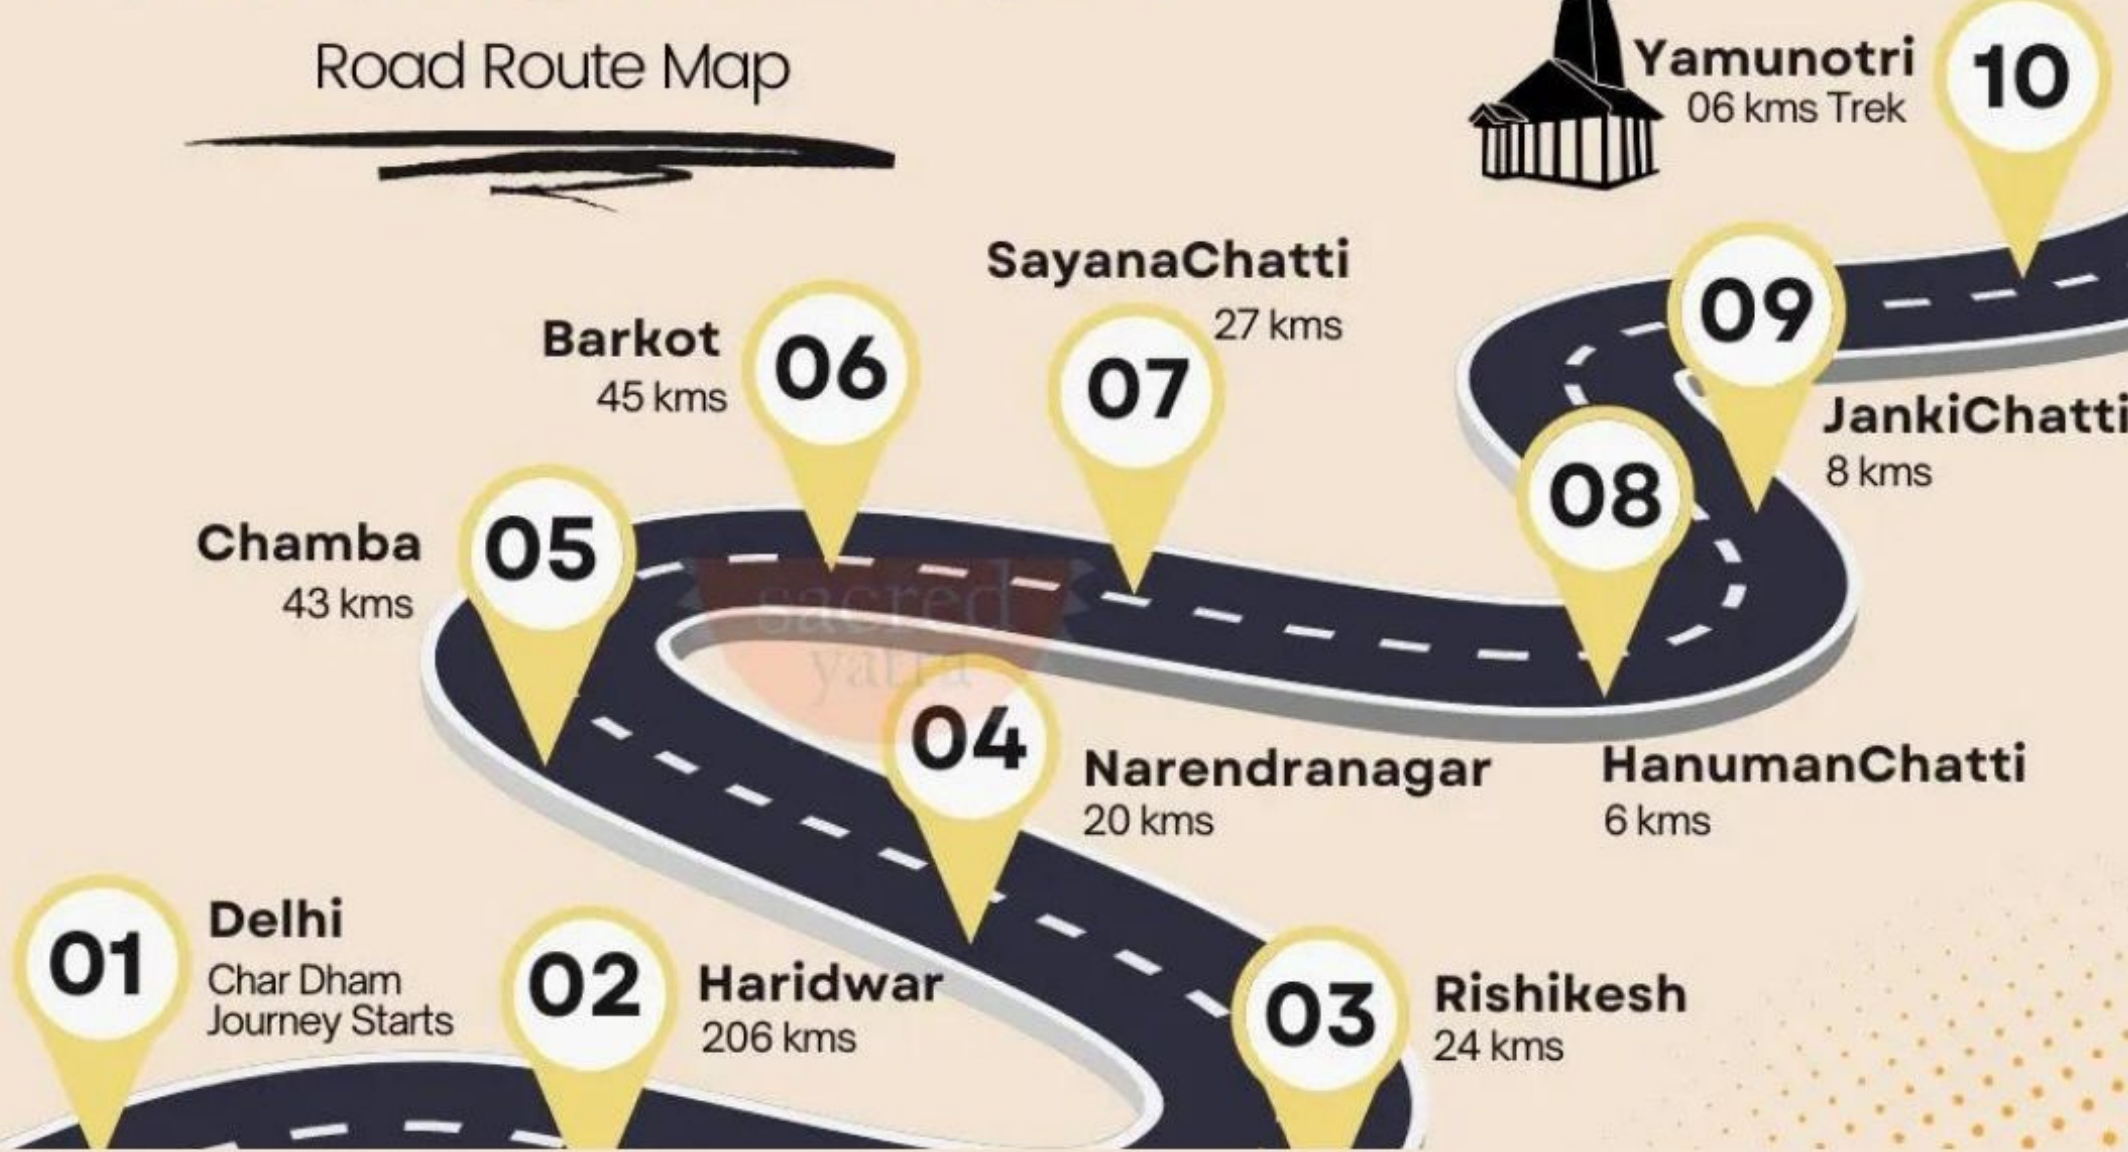 Road Route Map
Yamunotri
06 kms Trek
10
SayanaChatti
27 kms
09
Barkot
45 kms
06
07
JankiChatti
8 kms
08
Chamba
43 kms
05
sacred
yatra
04
Narendranagar
20 kms
HanumanChatti
6 kms
01
Delhi
Char Dham
Journey Starts
02
Haridwar
206 kms
03
Rishikesh
24 kms